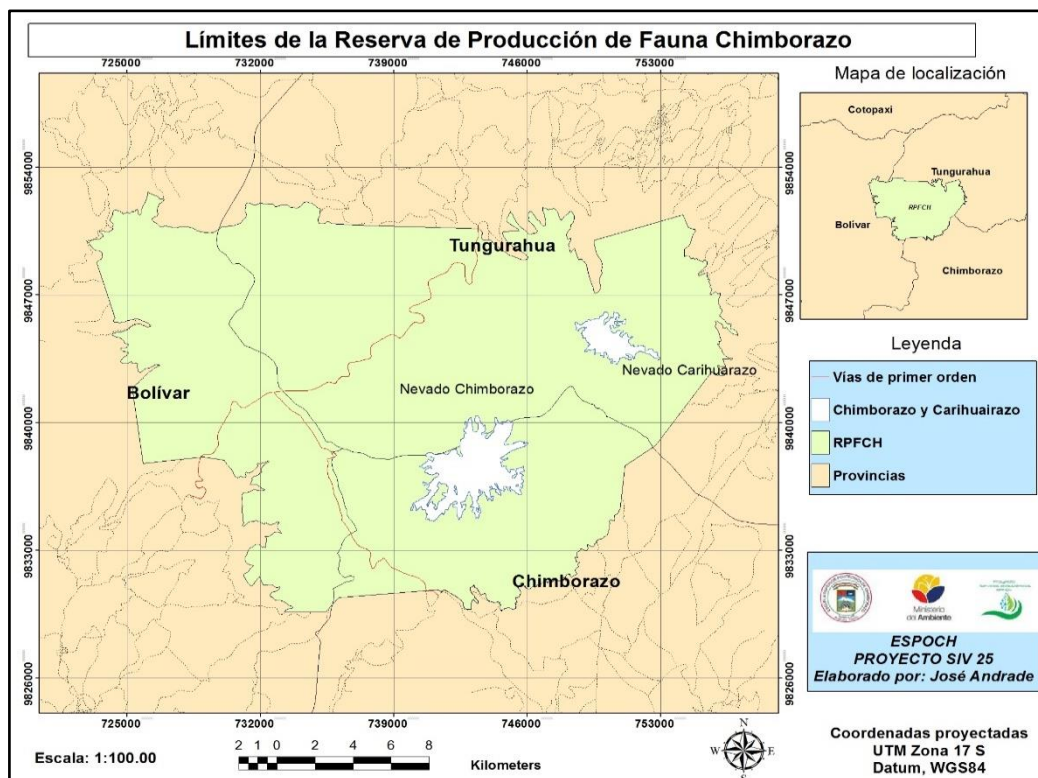 Límites de la Reserva de Producción de Fauna Chimborazo
725000 732000 739000 746000 753000
9854000 9854000
9847000 9847000
9840000 9840000
9833000 9833000
9826000 9826000
725000 732000 739000 746000 753000
Tungurahua
Nevado Carihuarazo
Nevado Chimborazo
Bolívar
Chimborazo
Mapa de localización
Cotopaxi
Tungurahua
RPFCH
Bolívar
Chimborazo
Leyenda
Vías de primer orden
Chimborazo y Carihuairazo
RPFCH
Provincias
Ministerio
del Ambiente
Proyecto
ESPOCH
PROYECTO SIV 25
Elaborado por: José Andrade
Escala: 1:100.00
2 1 0 2 4 6 8
Kilometers
N
W E
S
Coordenadas proyectadas
UTM Zona 17 S
Datum, WGS84